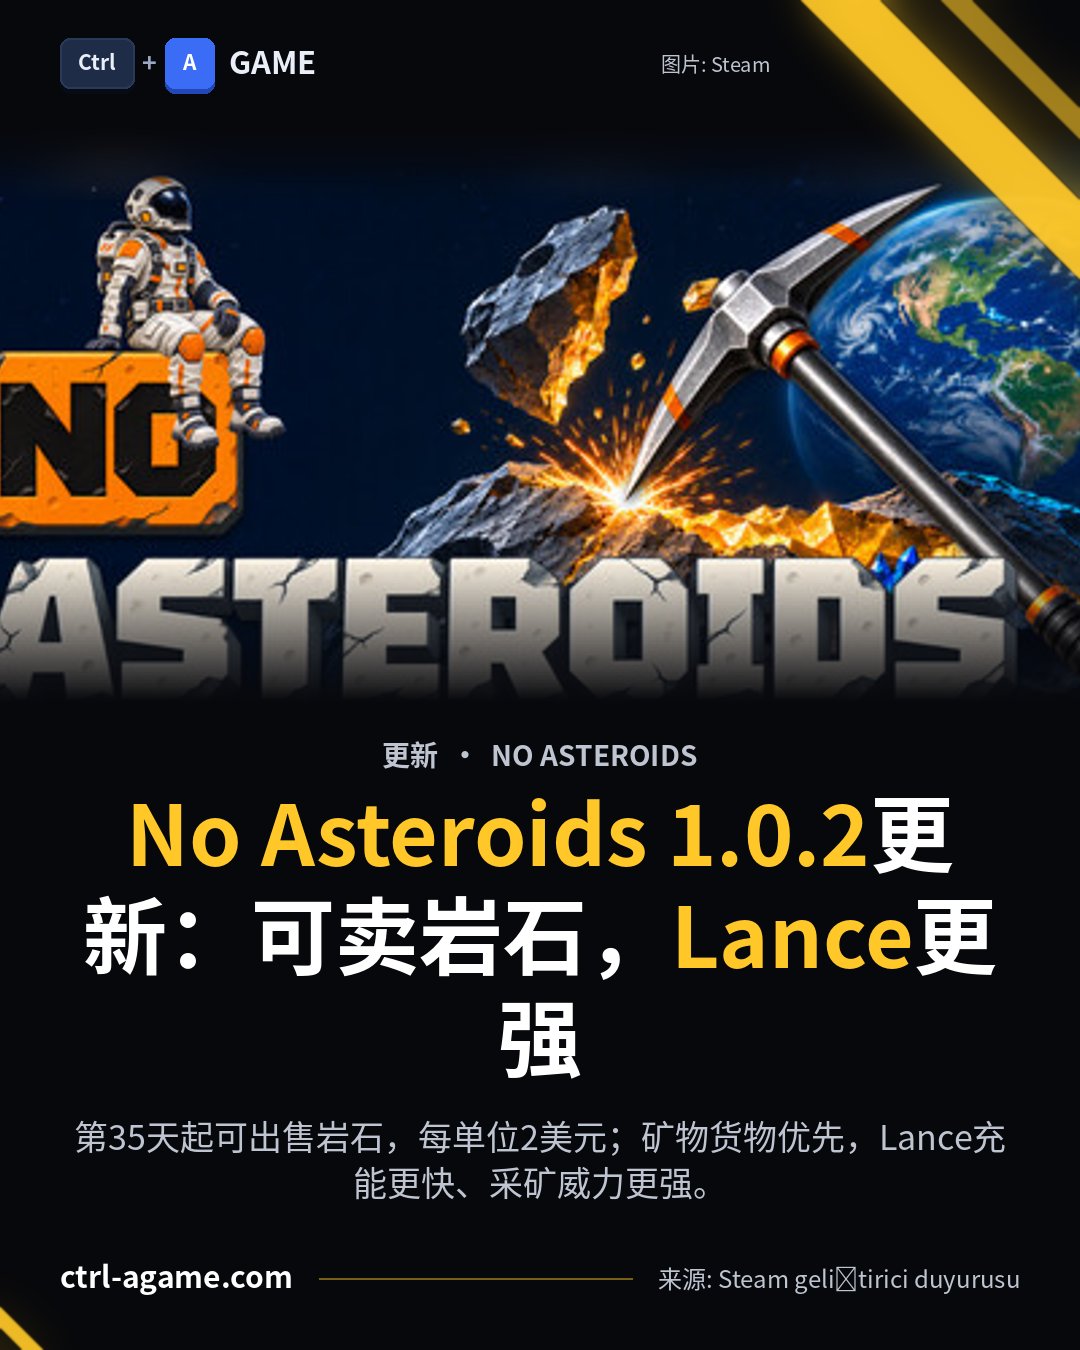 Ctrl + A GAME
图片: Steam
NO
ASTEROIDS
更新 • NO ASTEROIDS
No Asteroids 1.0.2更
新：可卖岩石，Lance更
强
第35天起可出售岩石，每单位2美元；矿物货物优先，Lance充
能更快、采矿威力更强。
ctrl-agame.com
来源: Steam geli□tirici duyurusu